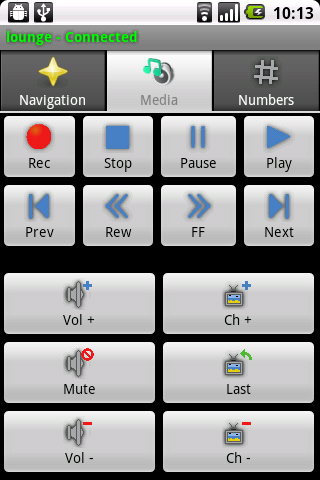 10:13
lounge - Connected
Navigation Media Numbers
Rec Stop Pause Play
Prev Rew FF Next
Vol + Ch +
Mute Last
Vol - Ch -